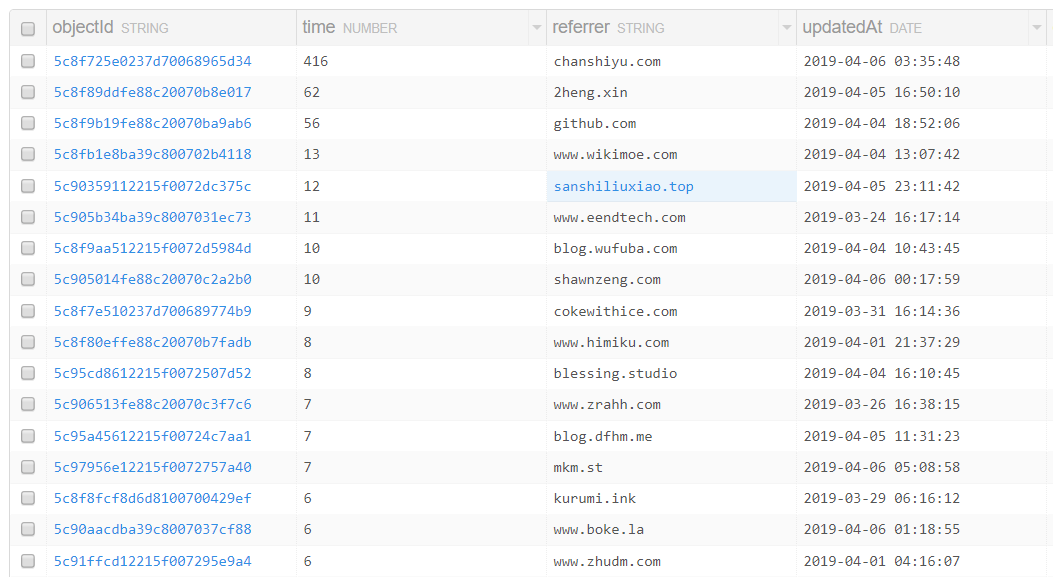 objectId STRING time NUMBER referrer STRING updatedAt DATE
5c8f725e0237d70068965d34 416 chanshiyu.com 2019-04-06 03:35:48
5c8f89ddfe88c20070b8e017 62 2heng.xin 2019-04-05 16:50:10
5c8f9b19fe88c20070ba9ab6 56 github.com 2019-04-04 18:52:06
5c8fb1e8ba39c800702b4118 13 www.wikimoe.com 2019-04-04 13:07:42
5c90359112215f0072dc375c 12 sanshiliuxiao.top 2019-04-05 23:11:42
5c905b34ba39c8007031ec73 11 www.eendtech.com 2019-03-24 16:17:14
5c8f9aa512215f0072d5984d 10 blog.wufuba.com 2019-04-04 10:43:45
5c905014fe88c20070c2a2b0 10 shawnzeng.com 2019-04-06 00:17:59
5c8f7e510237d700689774b9 9 cokewithice.com 2019-03-31 16:14:36
5c8f80effe88c20070b7fadb 8 www.himiku.com 2019-04-01 21:37:29
5c95cd8612215f0072507d52 8 blessing.studio 2019-04-04 16:10:45
5c906513fe88c20070c3f7c6 7 www.zrahh.com 2019-03-26 16:38:15
5c95a45612215f00724c7aa1 7 blog.dfhm.me 2019-04-05 11:31:23
5c97956e12215f0072757a40 7 mkm.st 2019-04-06 05:08:58
5c8f8fcf8d6d8100700429ef 6 kurumi.ink 2019-03-29 06:16:12
5c90aacdba39c8007037cf88 6 www.boke.la 2019-04-06 01:18:55
5c91ffcd12215f007295e9a4 6 www.zhudm.com 2019-04-01 04:16:07